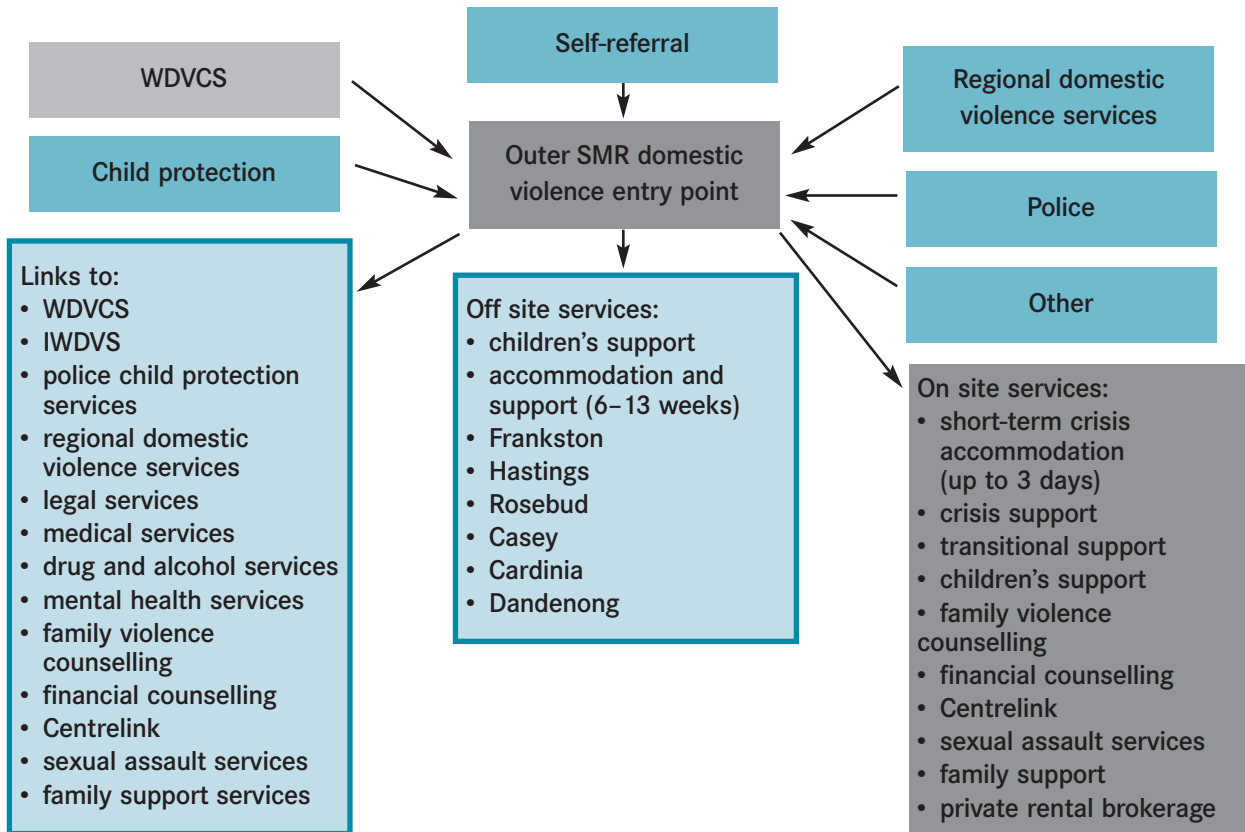 Self-referral
WDVCS
Regional domestic
violence services
Outer SMR domestic
violence entry point
Child protection
Police
Other
Links to:
• WDVCS
• IWDVS
• police child protection
services
• regional domestic
violence services
• legal services
• medical services
• drug and alcohol services
• mental health services
• family violence
counselling
• financial counselling
• Centrelink
• sexual assault services
• family support services
Off site services:
• children's support
• accommodation and
support (6–13 weeks)
• Frankston
• Hastings
• Rosebud
• Casey
• Cardinia
• Dandenong
On site services:
• short-term crisis
accommodation
(up to 3 days)
• crisis support
• transitional support
• children's support
• family violence
counselling
• financial counselling
• Centrelink
• sexual assault services
• family support
• private rental brokerage